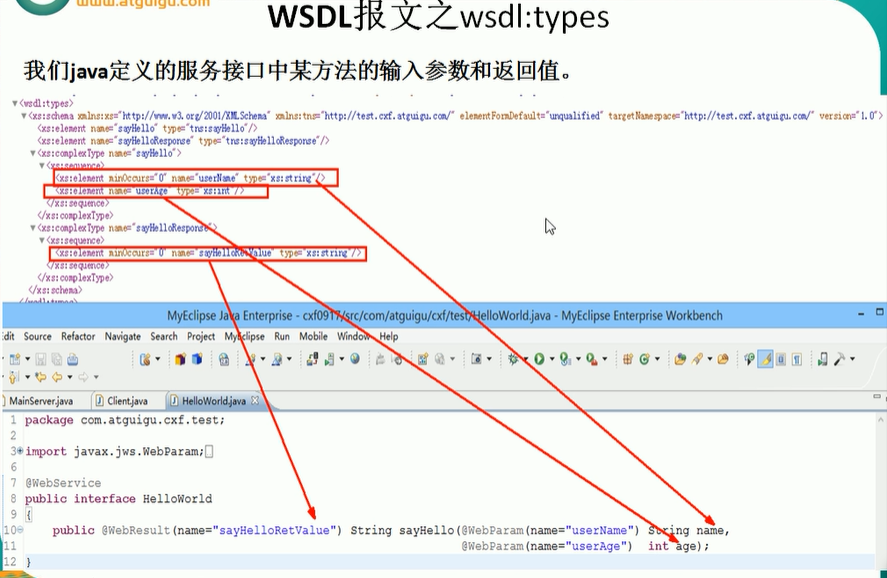 www.atguigu.com
WSDL报文之wsdl:types
我们java定义的服务接口中某方法的输入参数和返回值。
▼<wsdl:types>
▼<xs:schema xmlns:xs="http://www.w3.org/2001/XMLSchema" xmlns:tns="http://test.cxf.atguigu.com/" elementFormDefault="unqualified" targetNamespace="http://test.cxf.atguigu.com/" version="1.0">
<xs:element name="sayHello" type="tns:sayHello"/>
<xs:element name="sayHelloResponse" type="tns:sayHelloResponse"/>
▼<xs:complexType name="sayHello">
▼<xs:sequence>
<xs:element minOccurs="0" name="userName" type="xs:string"/>
<xs:element name="userAge" type="xs:int"/>
</xs:sequence>
</xs:complexType>
▼<xs:complexType name="sayHelloResponse">
▼<xs:sequence>
<xs:element minOccurs="0" name="sayHelloRetValue" type="xs:string"/>
</xs:sequence>
</xs:complexType>
</xs:schema>
</wsdl:types>
MyEclipse Java Enterprise - cxf0917/src/com/atguigu/cxf/test/HelloWorld.java - MyEclipse Enterprise Workbench
dit Source Refactor Navigate Search Project MyEclipse Run Mobile Window Help
MainServer.java Client.java HelloWorld.java
1 package com.atguigu.cxf.test;
2
3 import javax.jws.WebParam;
6
7 @WebService
8 public interface HelloWorld
9 {
10 public @WebResult(name="sayHelloRetValue") String sayHello(@WebParam(name="userName") String name,
11 @WebParam(name="userAge") int age);
12 }